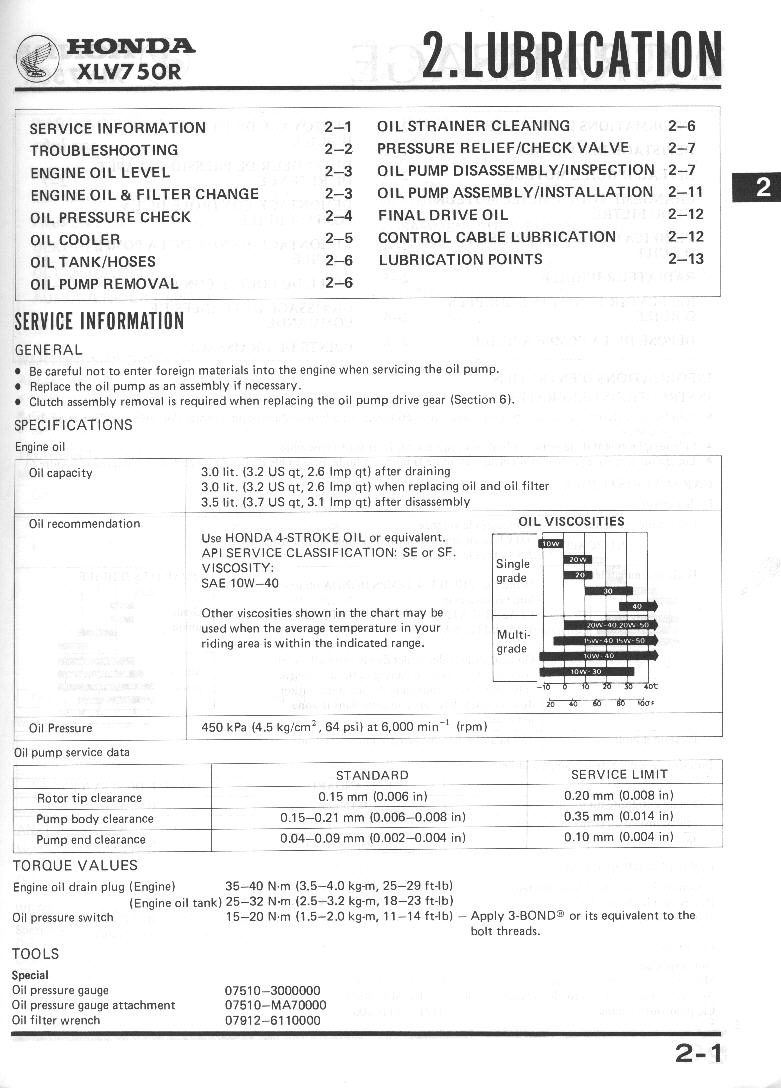 HONDA
XLV750R
2.LUBRICATION
SERVICE INFORMATION 2–1
TROUBLESHOOTING 2–2
ENGINE OIL LEVEL 2–3
ENGINE OIL & FILTER CHANGE 2–3
OIL PRESSURE CHECK 2–4
OIL COOLER 2–5
OIL TANK/HOSES 2–6
OIL PUMP REMOVAL 2–6
OIL STRAINER CLEANING 2–6
PRESSURE RELIEF/CHECK VALVE 2–7
OIL PUMP DISASSEMBLY/INSPECTION 2–7
OIL PUMP ASSEMBLY/INSTALLATION 2–11
FINAL DRIVE OIL 2–12
CONTROL CABLE LUBRICATION 2–12
LUBRICATION POINTS 2–13
2
SERVICE INFORMATION
GENERAL
• Be careful not to enter foreign materials into the engine when servicing the oil pump.
• Replace the oil pump as an assembly if necessary.
• Clutch assembly removal is required when replacing the oil pump drive gear (Section 6).
SPECIFICATIONS
Engine oil
Oil capacity
3.0 lit. (3.2 US qt, 2.6 Imp qt) after draining
3.0 lit. (3.2 US qt, 2.6 Imp qt) when replacing oil and oil filter
3.5 lit. (3.7 US qt, 3.1 Imp qt) after disassembly
Oil recommendation
Use HONDA 4-STROKE OIL or equivalent.
API SERVICE CLASSIFICATION: SE or SF.
VISCOSITY:
SAE 10W–40
Other viscosities shown in the chart may be
used when the average temperature in your
riding area is within the indicated range.
OIL VISCOSITIES
Single
grade
10W
20W
20
30
40
Multi-
grade
20W-40 20W-50
15W-40 15W-50
10W-40
10W-30
–10 0 10 20 30 40℃
20 40 60 80 100°F
Oil Pressure
450 kPa (4.5 kg/cm², 64 psi) at 6,000 min⁻¹ (rpm)
Oil pump service data
STANDARD SERVICE LIMIT
Rotor tip clearance 0.15 mm (0.006 in) 0.20 mm (0.008 in)
Pump body clearance 0.15–0.21 mm (0.006–0.008 in) 0.35 mm (0.014 in)
Pump end clearance 0.04–0.09 mm (0.002–0.004 in) 0.10 mm (0.004 in)
TORQUE VALUES
Engine oil drain plug (Engine) 35–40 N·m (3.5–4.0 kg-m, 25–29 ft-lb)
(Engine oil tank) 25–32 N·m (2.5–3.2 kg-m, 18–23 ft-lb)
Oil pressure switch 15–20 N·m (1.5–2.0 kg-m, 11–14 ft-lb) – Apply 3-BOND® or its equivalent to the
bolt threads.
TOOLS
Special
Oil pressure gauge 07510–3000000
Oil pressure gauge attachment 07510–MA70000
Oil filter wrench 07912–6110000
2-1